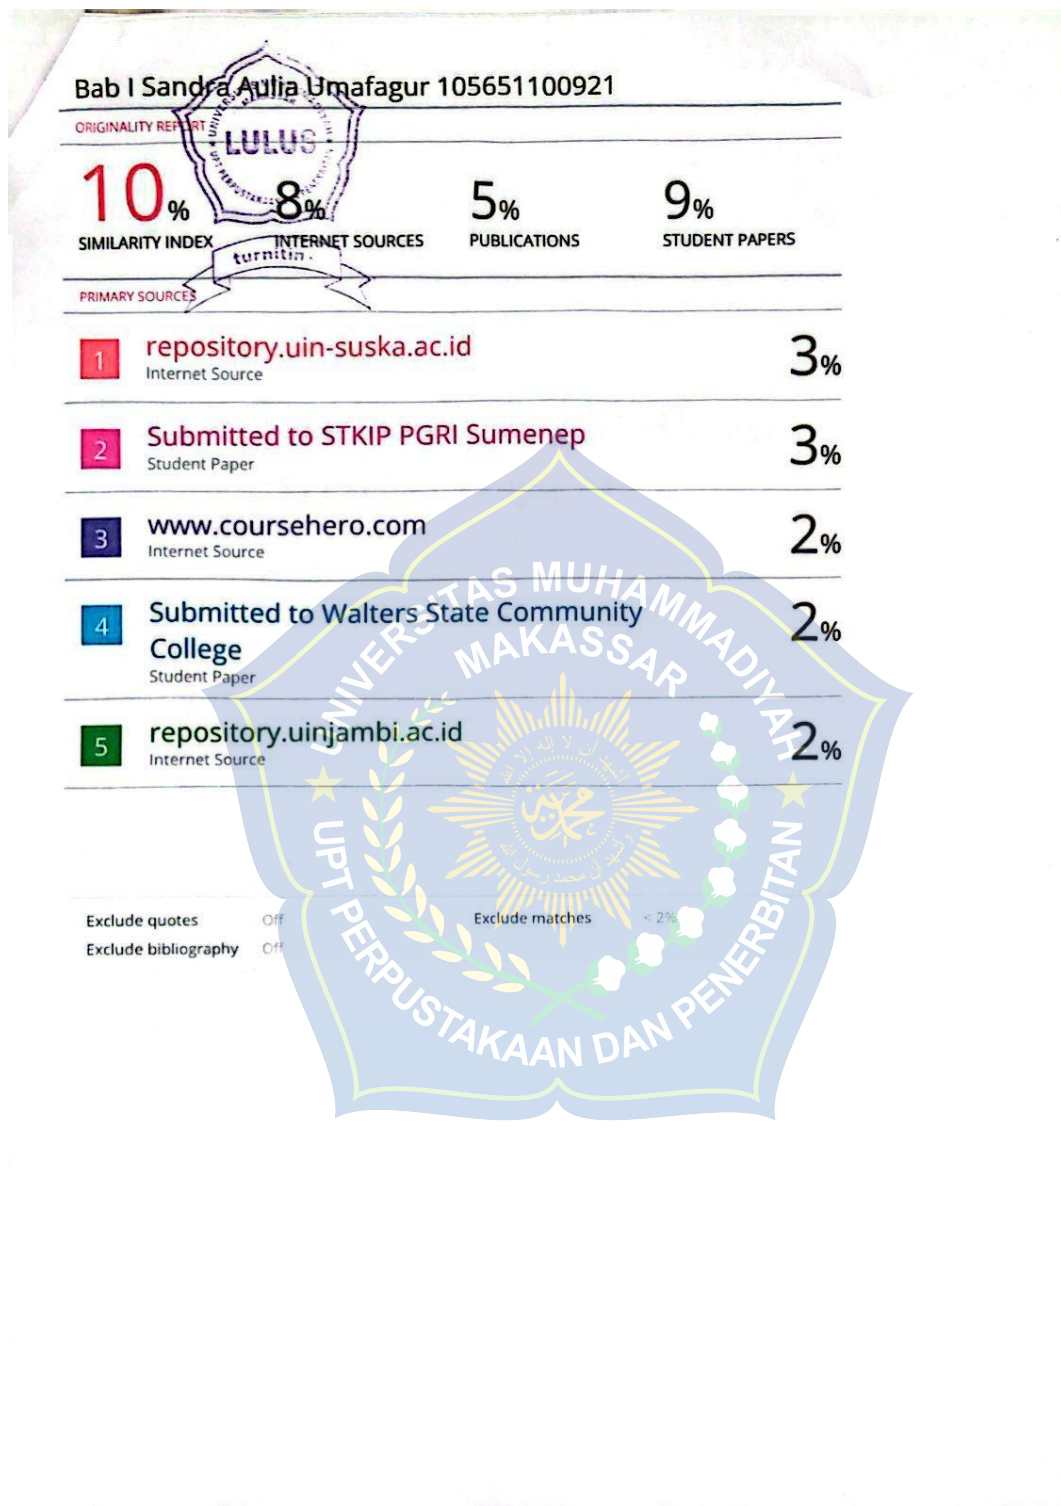 Bab I Sandra Aulia Umafagur 105651100921
ORIGINALITY REPORT
LULUS
10%
SIMILARITY INDEX
8%
INTERNET SOURCES
5%
PUBLICATIONS
9%
STUDENT PAPERS
turnitin
PRIMARY SOURCES
1
repository.uin-suska.ac.id
Internet Source
3%
2
Submitted to STKIP PGRI Sumenep
Student Paper
3%
3
www.coursehero.com
Internet Source
2%
4
Submitted to Walters State Community
College
Student Paper
2%
5
repository.uinjambi.ac.id
Internet Source
2%
Exclude quotes Off
Exclude matches < 2%
Exclude bibliography Off
UNIVERSITAS MUHAMMADIYAH
MAKASSAR
UPT PERPUSTAKAAN DAN PENERBITAN